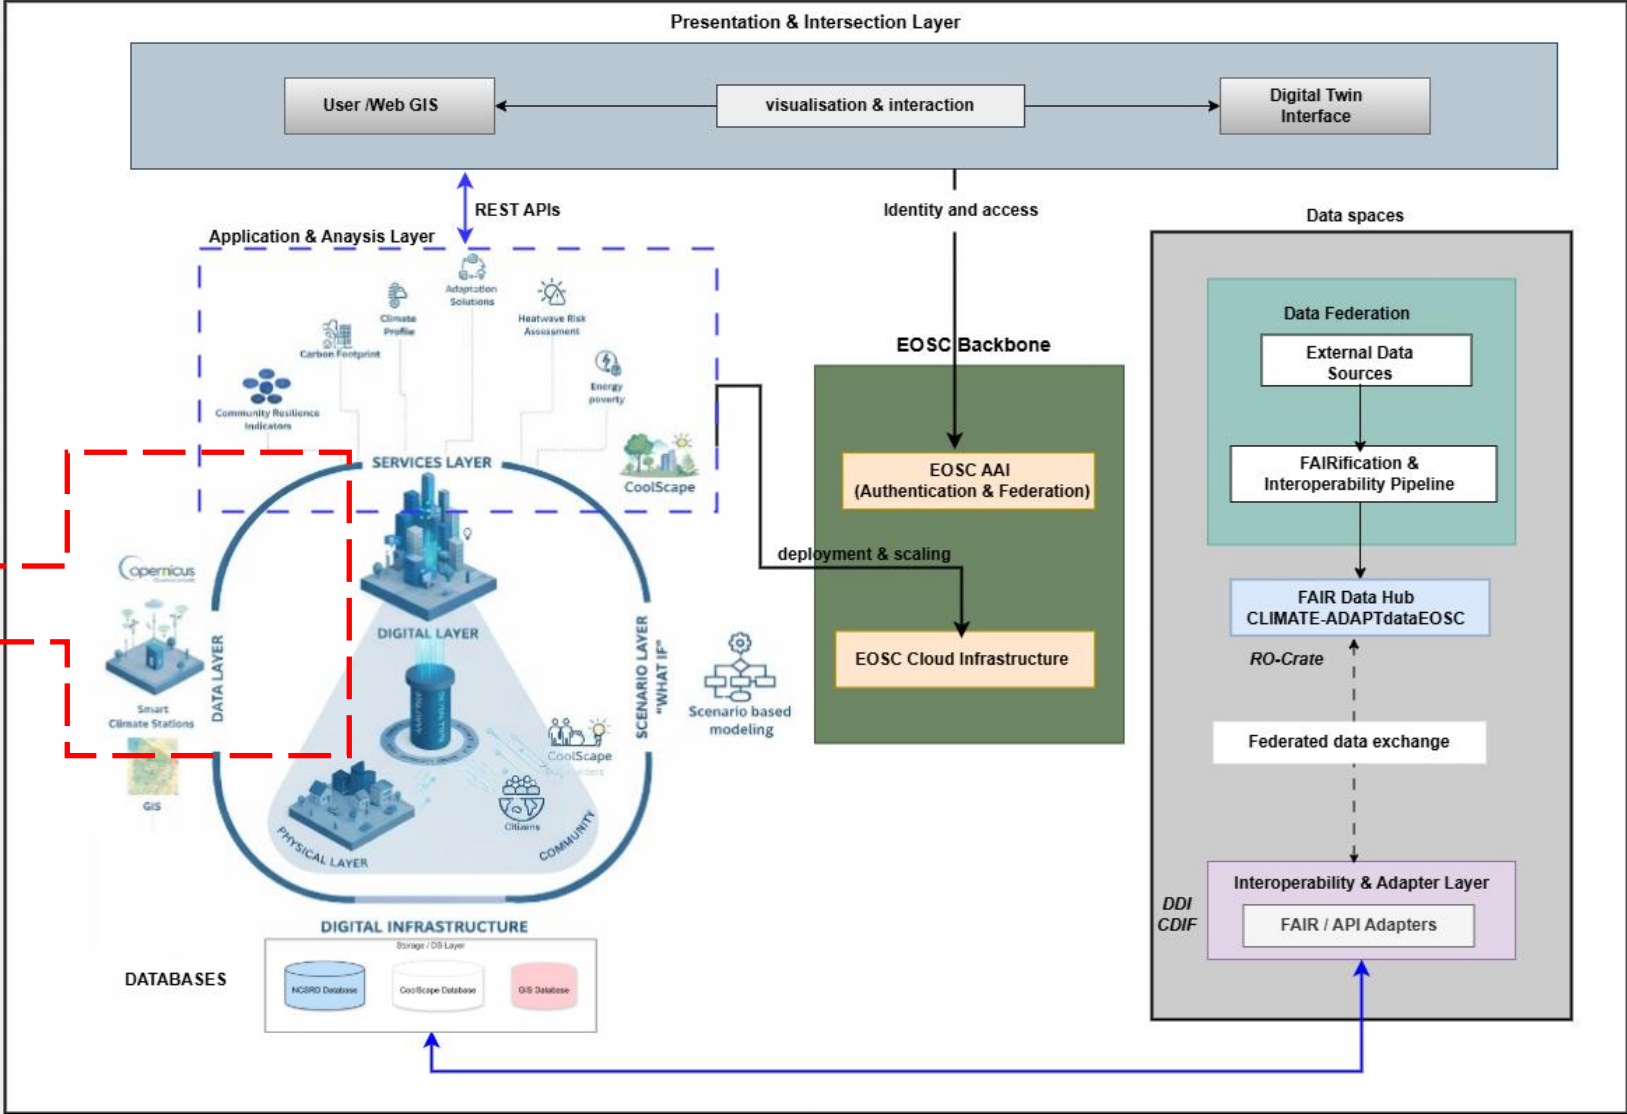 Presentation & Intersection Layer
User /Web GIS
visualisation & interaction
Digital Twin
Interface
REST APIs
Identity and access
Data spaces
Application & Anaysis Layer
Adaptation
Solutions
Climate
Profile
Heatwave Risk
Assessment
Carbon Footprint
Energy
poverty
Community Resilience
Indicators
CoolScape
SERVICES LAYER
EOSC Backbone
EOSC AAI
(Authentication & Federation)
deployment & scaling
EOSC Cloud Infrastructure
Data Federation
External Data
Sources
FAIRification &
Interoperability Pipeline
FAIR Data Hub
CLIMATE-ADAPTdataEOSC
RO-Crate
Federated data exchange
Interoperability & Adapter Layer
DDI
CDIF
FAIR / API Adapters
opernicus
Smart
Climate Stations
GIS
DATA LAYER
DIGITAL LAYER
SCENARIO LAYER
"WHAT IF"
Scenario based
modeling
CoolScape
Citizens
PHYSICAL LAYER
COMMUNITY
DIGITAL INFRASTRUCTURE
Storage / DB Layer
DATABASES
NCSRD Database
CoolScape Database
GIS Database